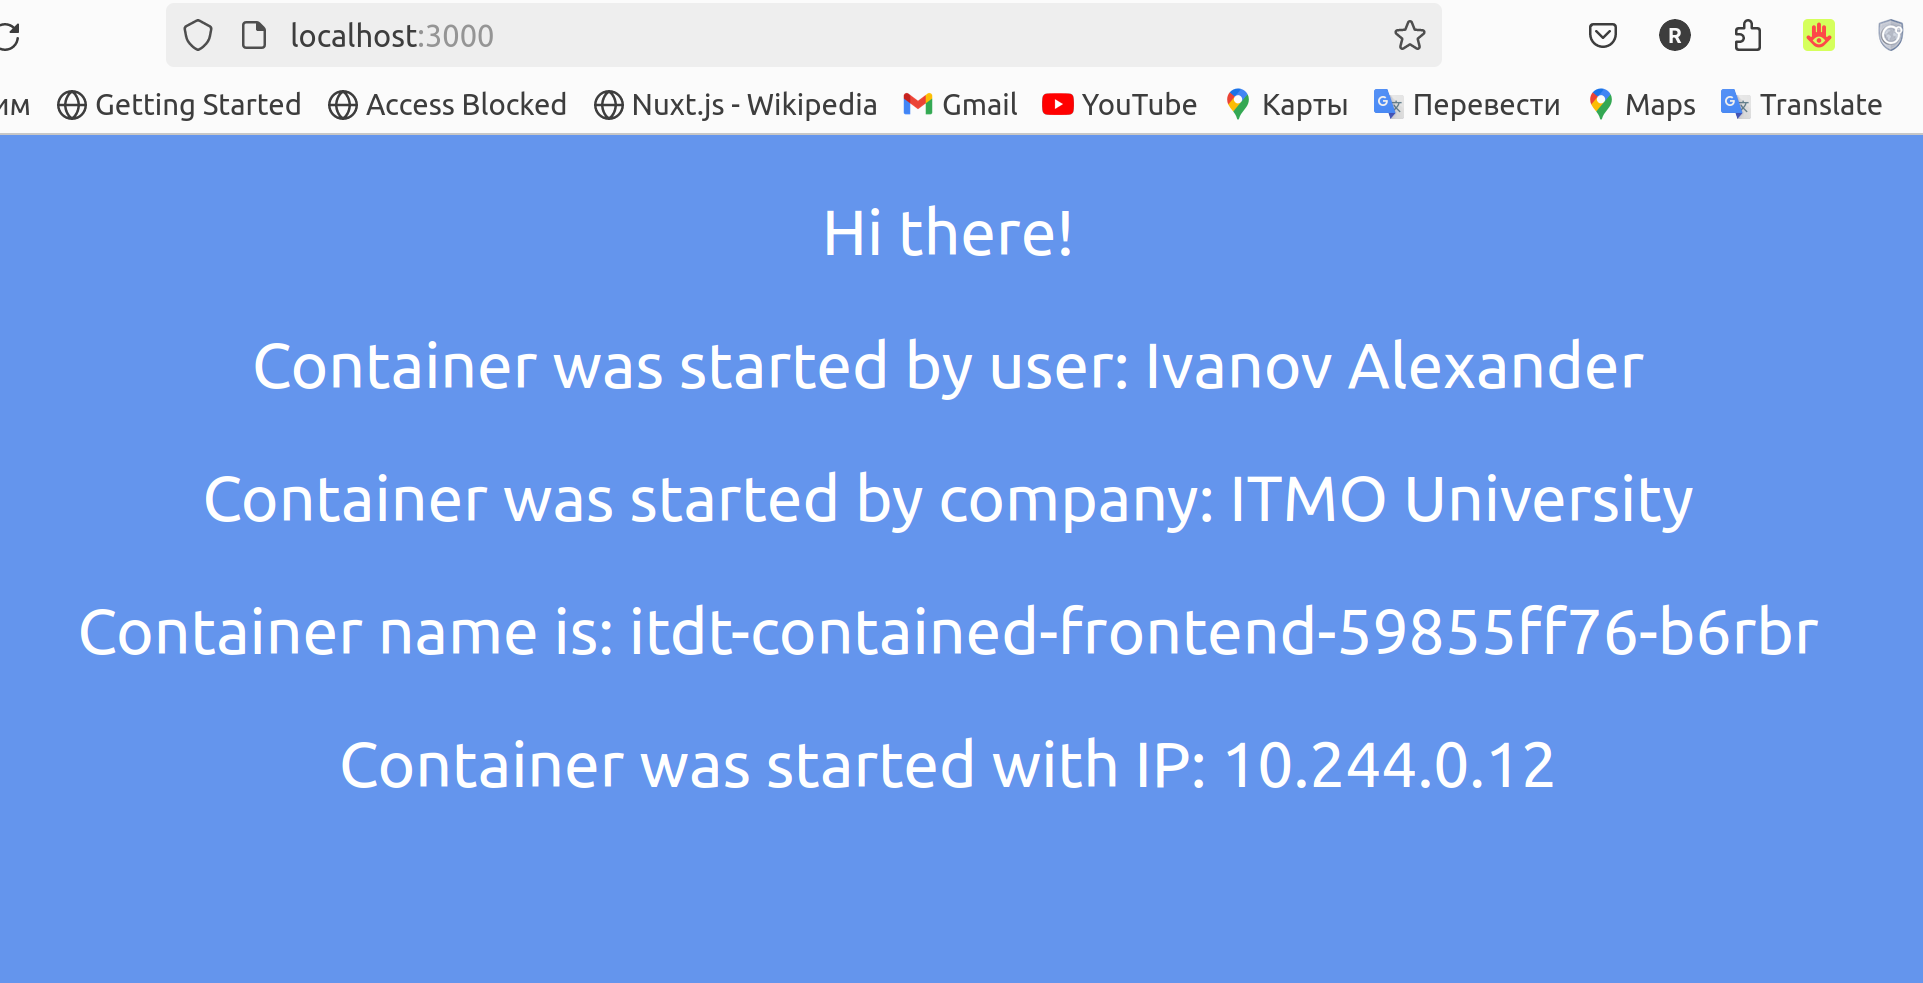 localhost:3000
им Getting Started Access Blocked Nuxt.js - Wikipedia Gmail YouTube Карты Перевести Maps Translate
Hi there!
Container was started by user: Ivanov Alexander
Container was started by company: ITMO University
Container name is: itdt-contained-frontend-59855ff76-b6rbr
Container was started with IP: 10.244.0.12